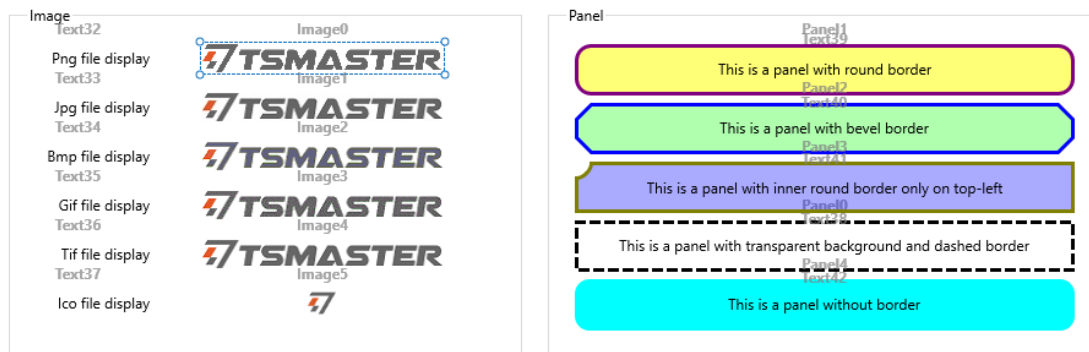 Image
Text32
Image0
Png file display
TSMASTER
Text33
Image1
Jpg file display
TSMASTER
Text34
Image2
Bmp file display
TSMASTER
Text35
Image3
Gif file display
TSMASTER
Text36
Image4
Tif file display
TSMASTER
Text37
Image5
Ico file display
Panel
Panel1
Text39
This is a panel with round border
Panel2
Text40
This is a panel with bevel border
Panel3
Text41
This is a panel with inner round border only on top-left
Panel0
Text38
This is a panel with transparent background and dashed border
Panel4
Text42
This is a panel without border